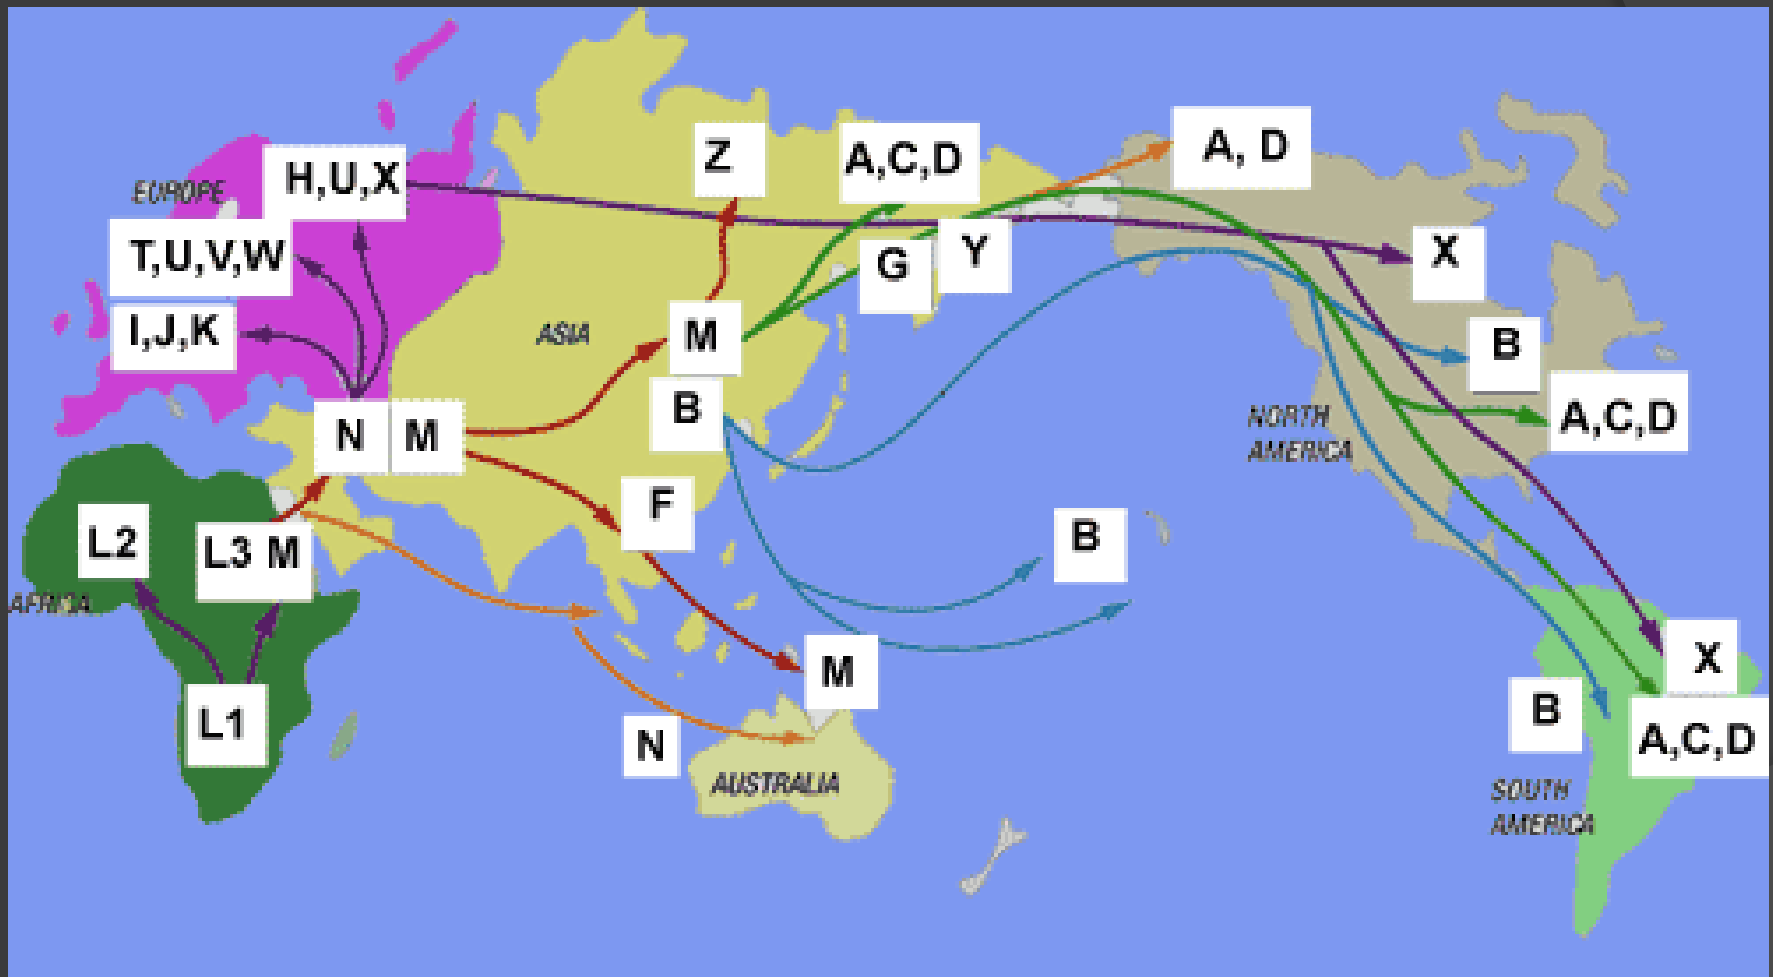 EUROPE
H,U,X
T,U,V,W
I,J,K
N
M
ASIA
Z
A,C,D
A, D
G
Y
M
B
X
B
A,C,D
NORTH
AMERICA
F
B
L2
L3 M
AFRICA
L1
M
N
AUSTRALIA
X
B
A,C,D
SOUTH
AMERICA